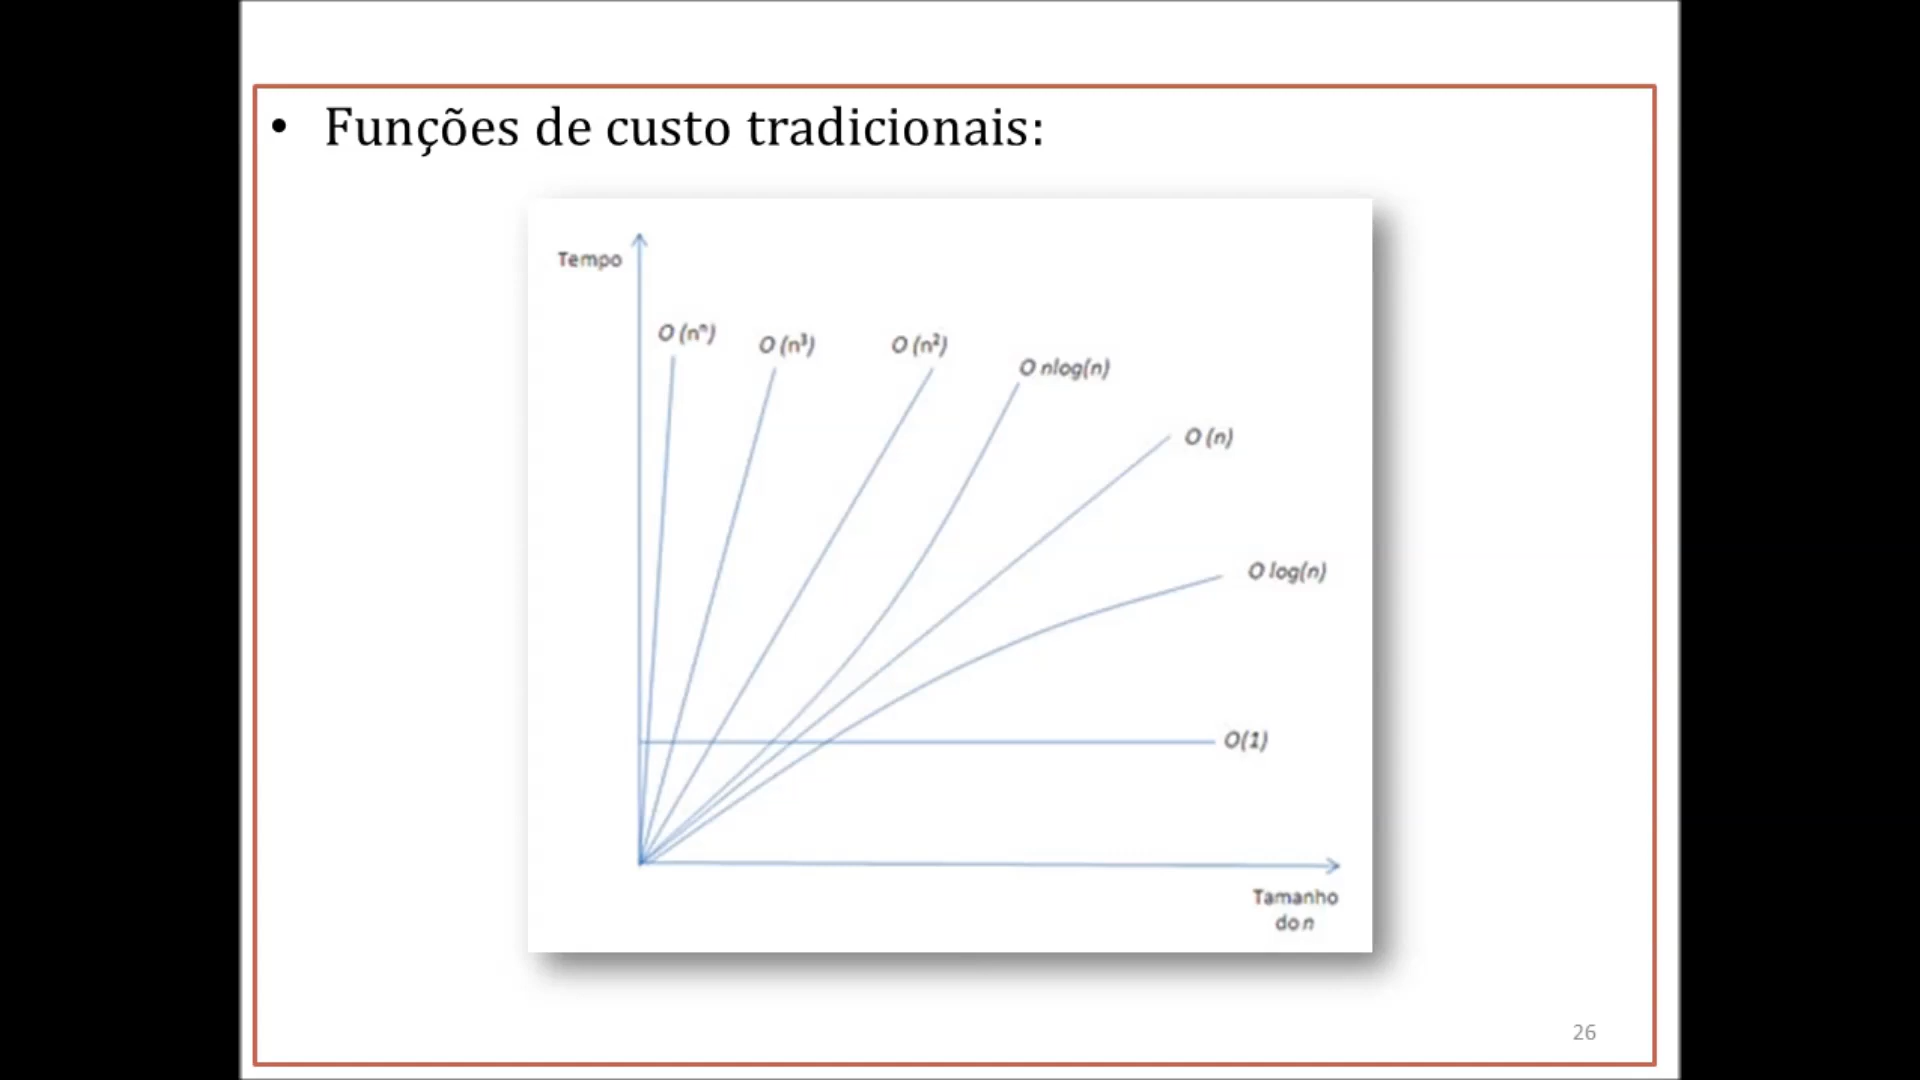 • Funções de custo tradicionais:
Tempo
O (nⁿ)
O (n³)
O (n²)
O nlog(n)
O (n)
O log(n)
O(1)
Tamanho
do n
26